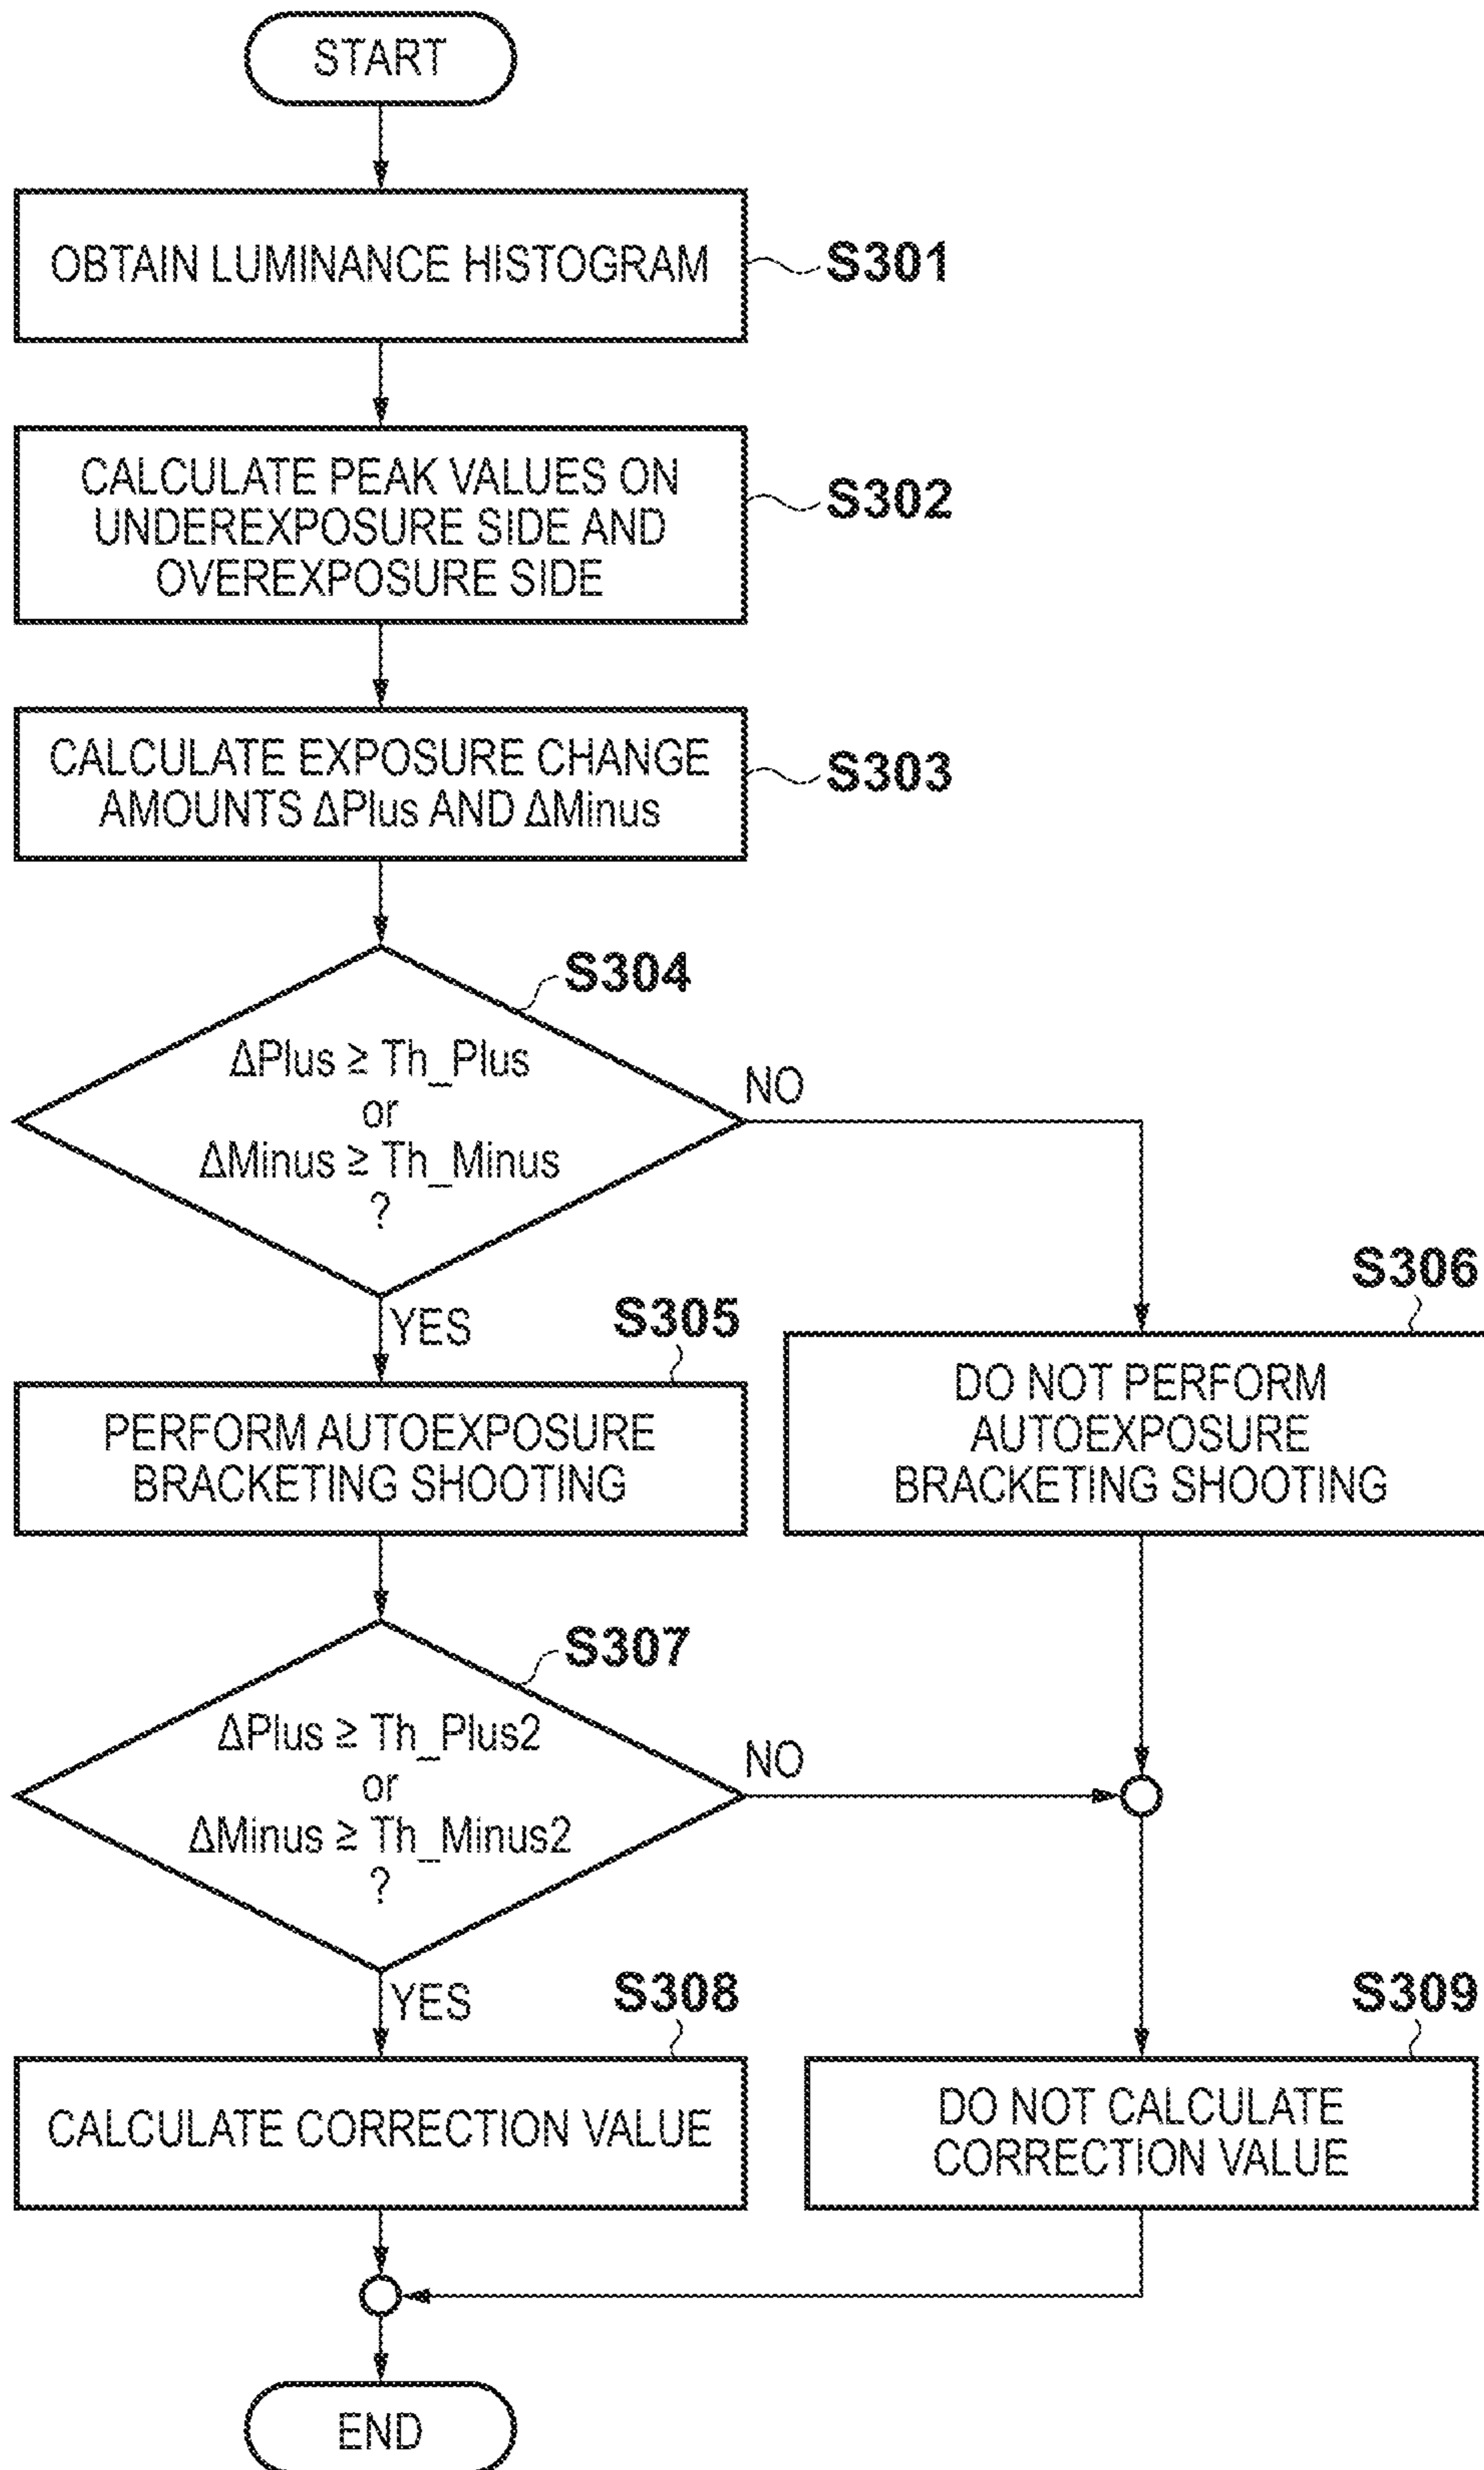 START
OBTAIN LUMINANCE HISTOGRAM
S301
CALCULATE PEAK VALUES ON
UNDEREXPOSURE SIDE AND
OVEREXPOSURE SIDE
S302
CALCULATE EXPOSURE CHANGE
AMOUNTS ΔPlus AND ΔMinus
S303
S304
ΔPlus ≥ Th_Plus
or
ΔMinus ≥ Th_Minus
?
NO
YES
S305
PERFORM AUTOEXPOSURE
BRACKETING SHOOTING
S306
DO NOT PERFORM
AUTOEXPOSURE
BRACKETING SHOOTING
S307
ΔPlus ≥ Th_Plus2
or
ΔMinus ≥ Th_Minus2
?
NO
YES
S308
CALCULATE CORRECTION VALUE
S309
DO NOT CALCULATE
CORRECTION VALUE
END